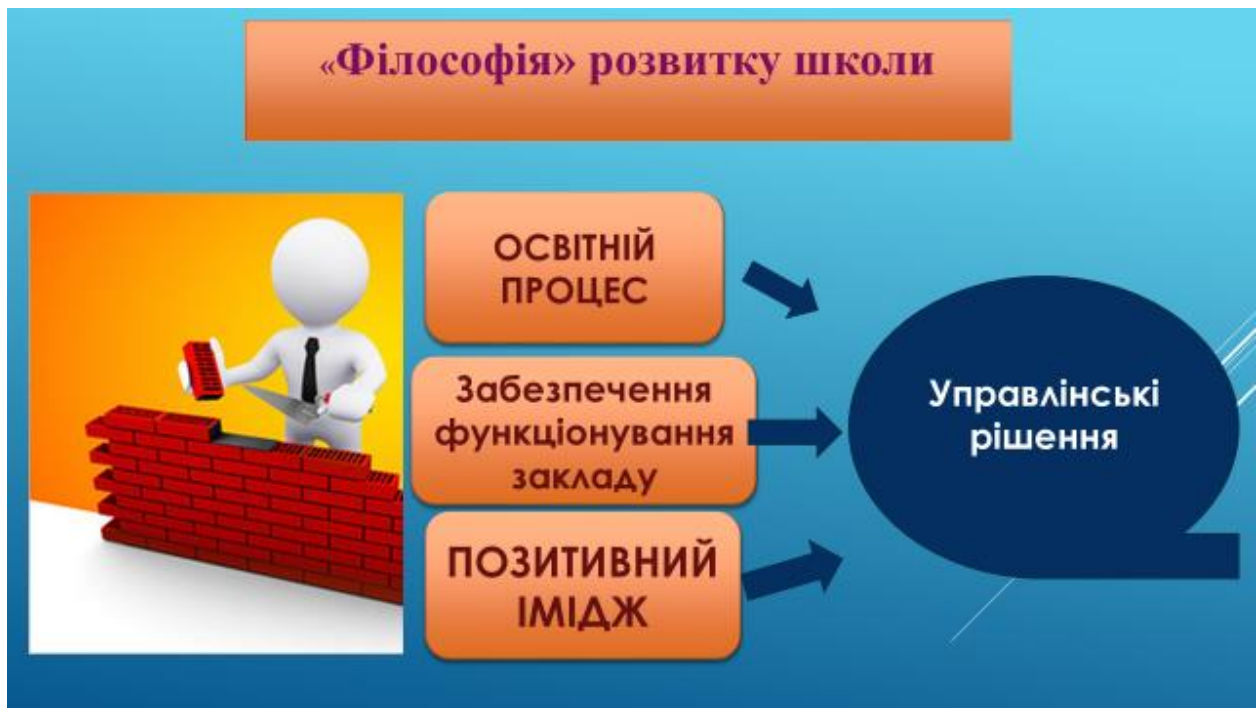 «Філософія» розвитку школи
ОСВІТНІЙ
ПРОЦЕС
Забезпечення
функціонування
закладу
ПОЗИТИВНИЙ
ІМІДЖ
Управлінські
рішення